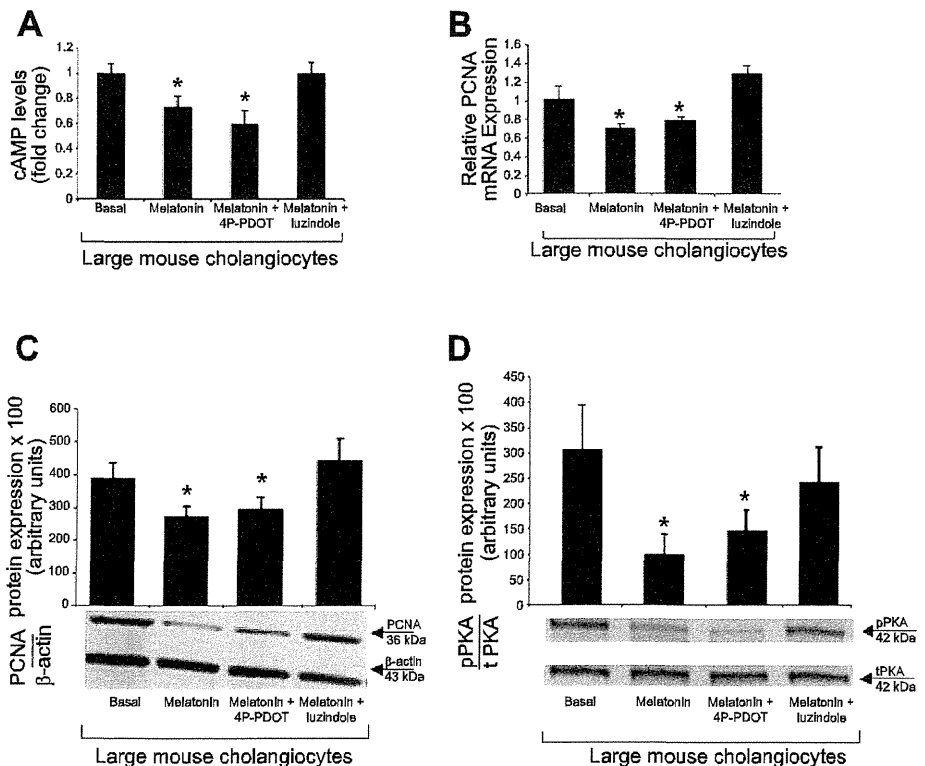 A
cAMP levels
(fold change)
1.2
1
0.8
0.6
0.4
0.2
0
*
*
Basal
Melatonin
Melatonin +
4P-PDOT
Melatonin +
luzindole
Large mouse cholangiocytes
B
Relative PCNA
mRNA Expression
1.6
1.4
1.2
1
0.8
0.6
0.4
0.2
0
*
*
Basal
Melatonin
Melatonin +
4P-PDOT
Melatonin +
luzindole
Large mouse cholangiocytes
C
protein expression x 100
(arbitrary units)
600
500
400
300
200
100
0
*
*
PCNA
β-actin
PCNA
36 kDa
β-actin
43 kDa
Basal
Melatonin
Melatonin +
4P-PDOT
Melatonin +
luzindole
Large mouse cholangiocytes
D
protein expression x 100
(arbitrary units)
450
400
350
300
250
200
150
100
50
0
*
*
pPKA
tPKA
pPKA
42 kDa
tPKA
42 kDa
Basal
Melatonin
Melatonin +
4P-PDOT
Melatonin +
luzindole
Large mouse cholangiocytes